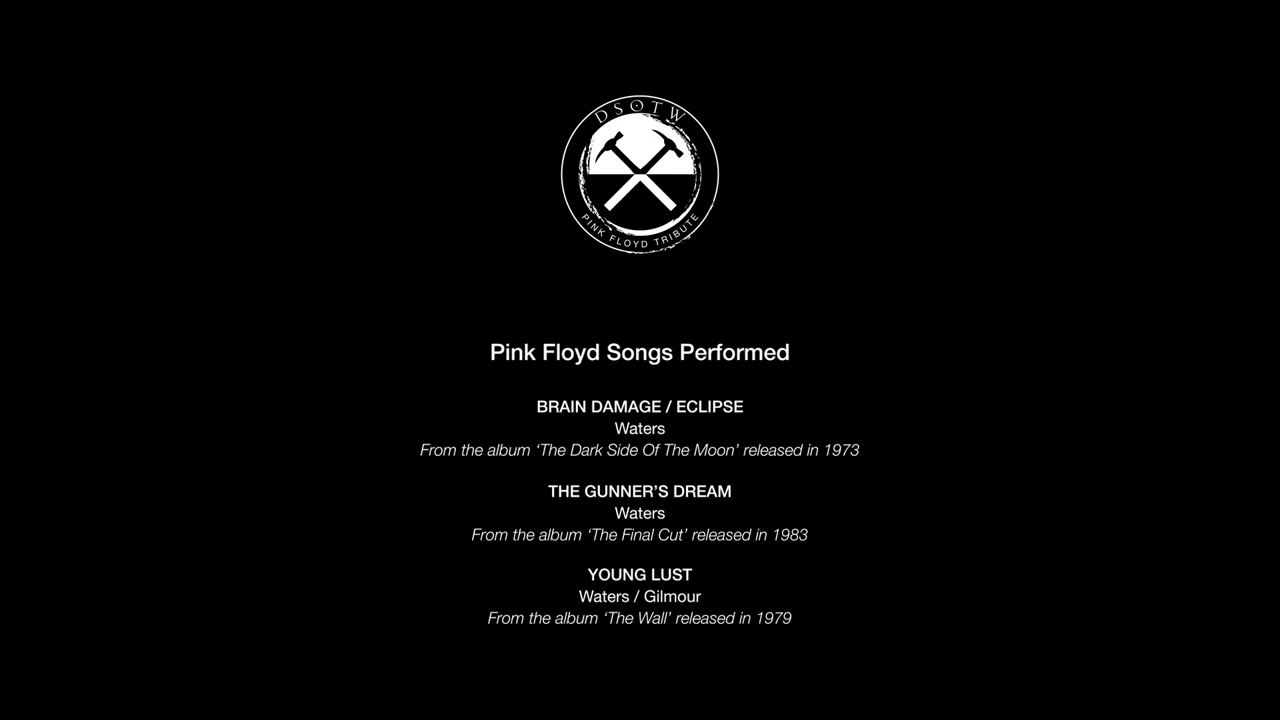 DSOTW
PINK FLOYD TRIBUTE
Pink Floyd Songs Performed
BRAIN DAMAGE / ECLIPSE
Waters
From the album ‘The Dark Side Of The Moon’ released in 1973
THE GUNNER’S DREAM
Waters
From the album ‘The Final Cut’ released in 1983
YOUNG LUST
Waters / Gilmour
From the album ‘The Wall’ released in 1979